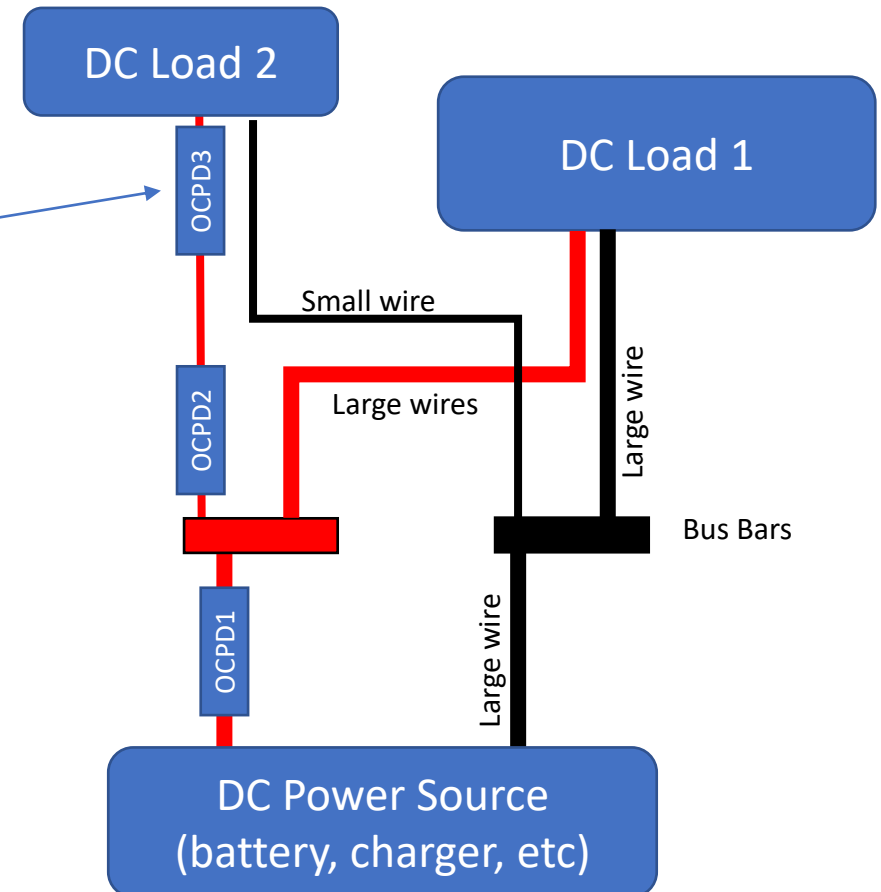 DC Load 2
DC Load 1
OCPD3
Small wire
Large wires
Large wire
OCPD2
Bus Bars
OCPD1
Large wire
DC Power Source
(battery, charger, etc)